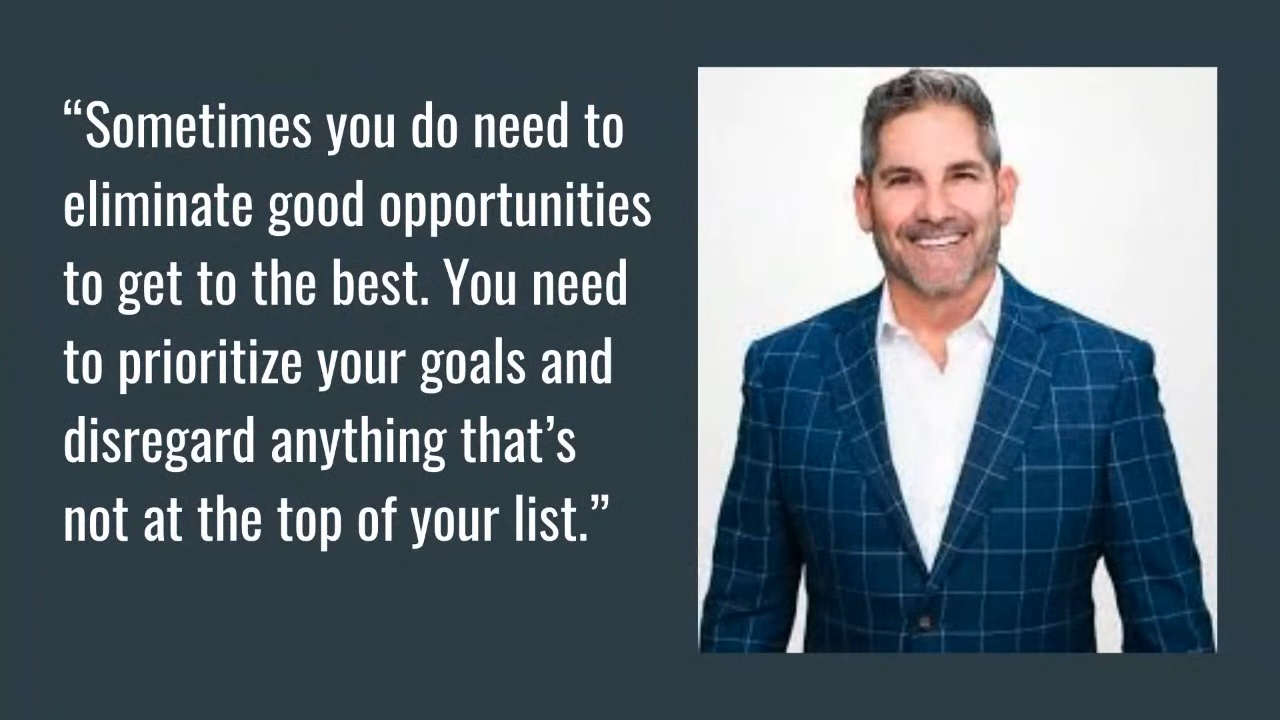 “Sometimes you do need to
eliminate good opportunities
to get to the best. You need
to prioritize your goals and
disregard anything that’s
not at the top of your list.”